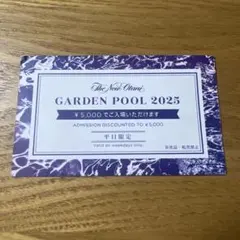 The New Otani
GARDEN POOL 2025
¥5,000でご入場いただけます
ADMISSION DISCOUNTED TO ¥5,000
平日限定